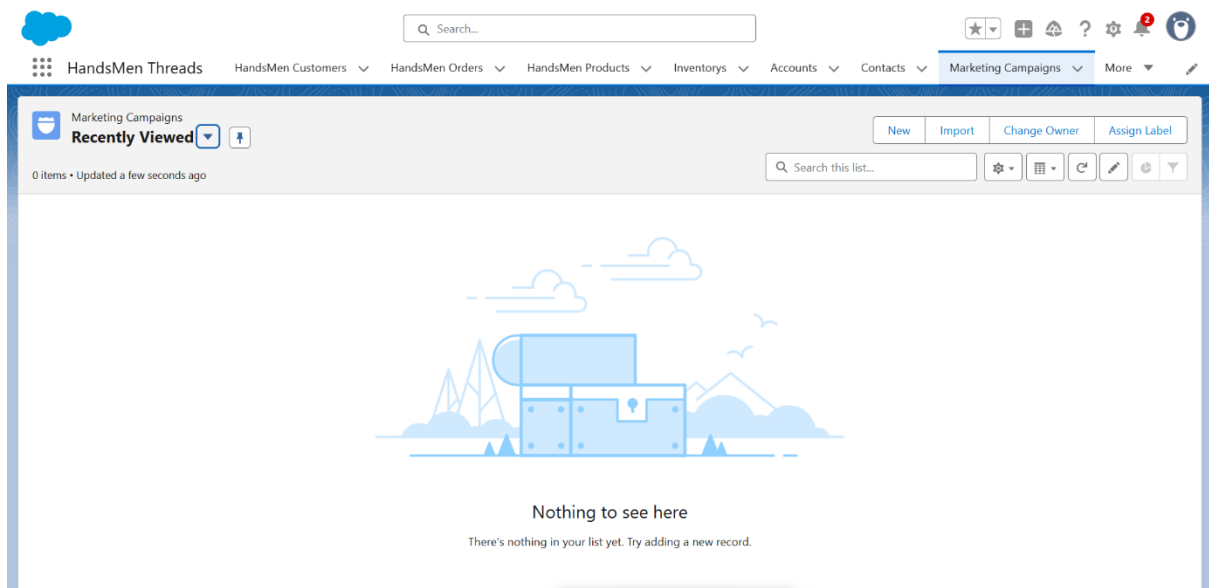 Search...
2
HandsMen Threads HandsMen Customers HandsMen Orders HandsMen Products Inventorys Accounts Contacts Marketing Campaigns More
Marketing Campaigns
Recently Viewed
New Import Change Owner Assign Label
0 items • Updated a few seconds ago
Search this list...
Nothing to see here
There's nothing in your list yet. Try adding a new record.